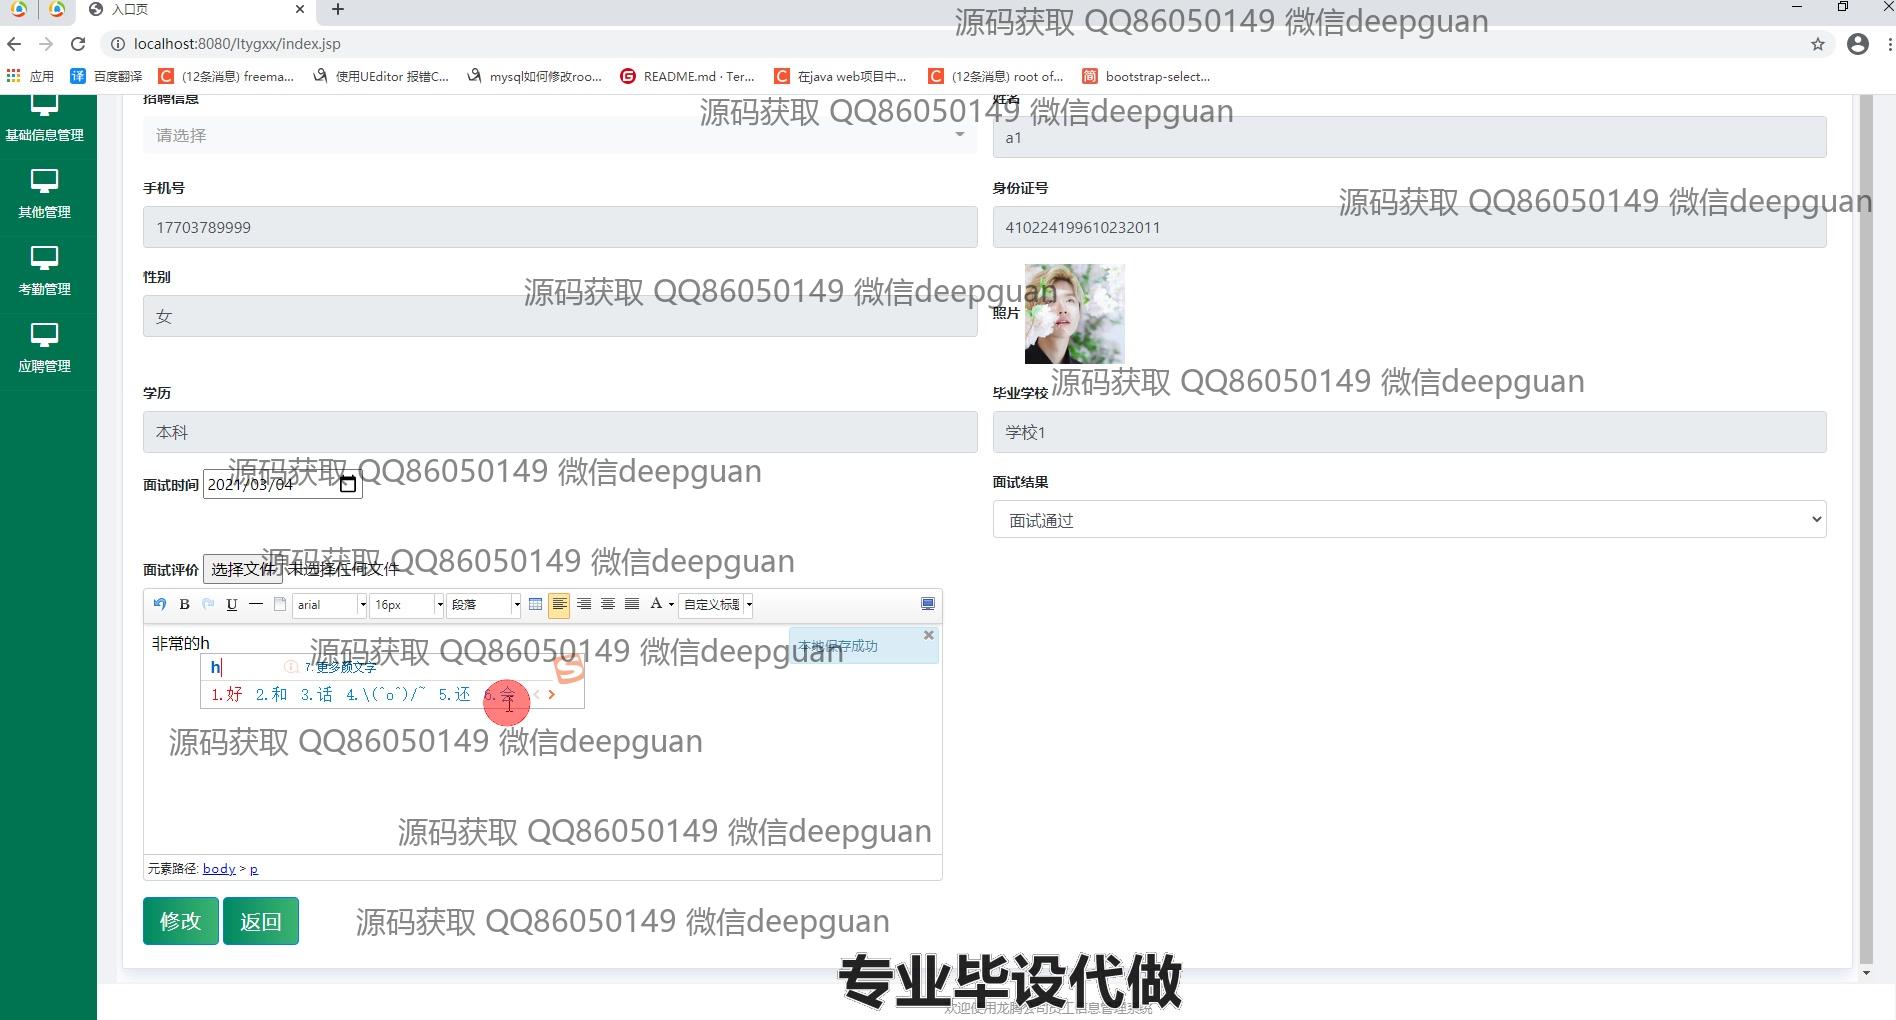 入口页
源码获取 QQ86050149 微信deepguan
localhost:8080/ltygxx/index.jsp
应用 百度翻译 (12条消息) freema... 使用UEditor 报错C... mysql如何修改roo... README.md · Ter... 在java web项目中... (12条消息) root of... bootstrap-select...
招聘信息 源码获取 QQ86050149 微信deepguan 姓名
基础信息管理 请选择 a1
手机号 身份证号 源码获取 QQ86050149 微信deepguan
其他管理 17703789999 410224199610232011
性别 源码获取 QQ86050149 微信deepguan
考勤管理 女 照片
应聘管理
源码获取 QQ86050149 微信deepguan
学历 毕业学校
本科 学校1
源码获取 QQ86050149 微信deepguan
面试时间 2021/03/04 面试结果
面试通过
源码获取 QQ86050149 微信deepguan
面试评价 选择文件 未选择任何文件
B U arial 16px 段落 A 自定义标题
非常的h 源码获取 QQ86050149 微信deepguan 本地保存成功
h 7.更多颜文字
1.好 2.和 3.话 4.\(^o^)/~ 5.还 6.会
源码获取 QQ86050149 微信deepguan
源码获取 QQ86050149 微信deepguan
元素路径: body > p
修改 返回 源码获取 QQ86050149 微信deepguan
专业毕设代做
欢迎使用龙腾公司员工信息管理系统